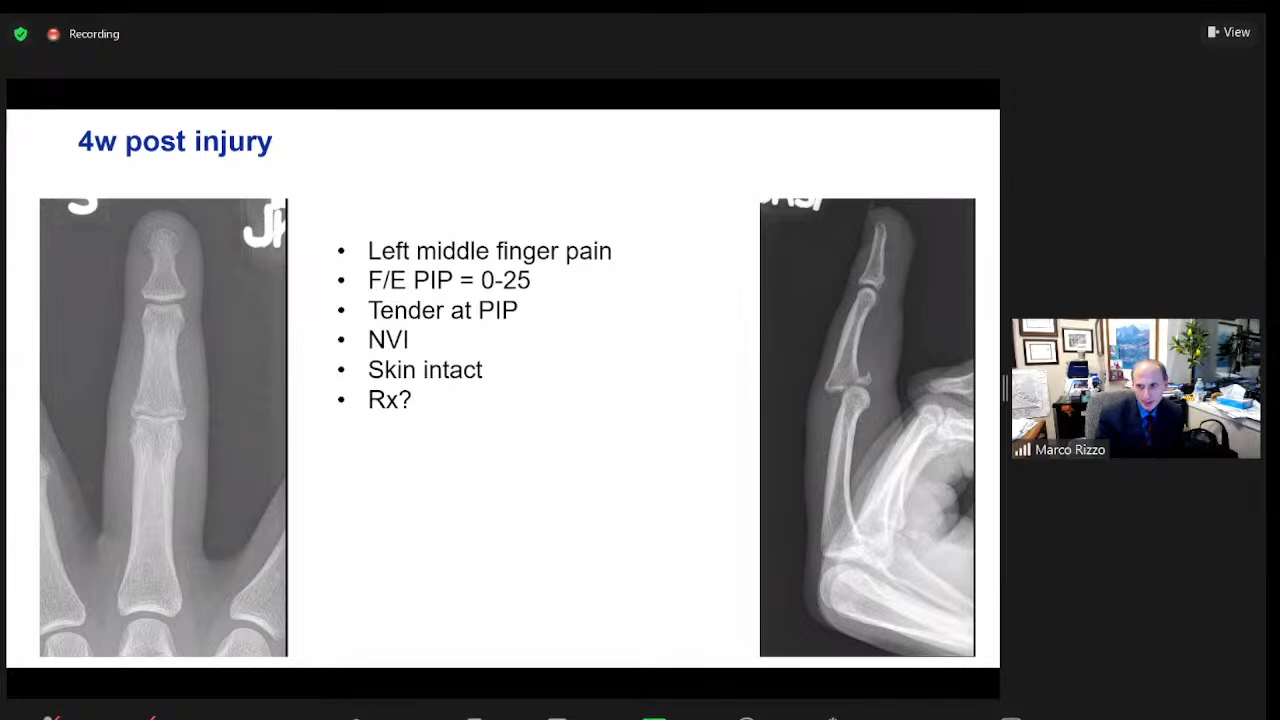 Recording
View
4w post injury
S
• Left middle finger pain
• F/E PIP = 0-25
• Tender at PIP
• NVI
• Skin intact
• Rx?
Marco Rizzo